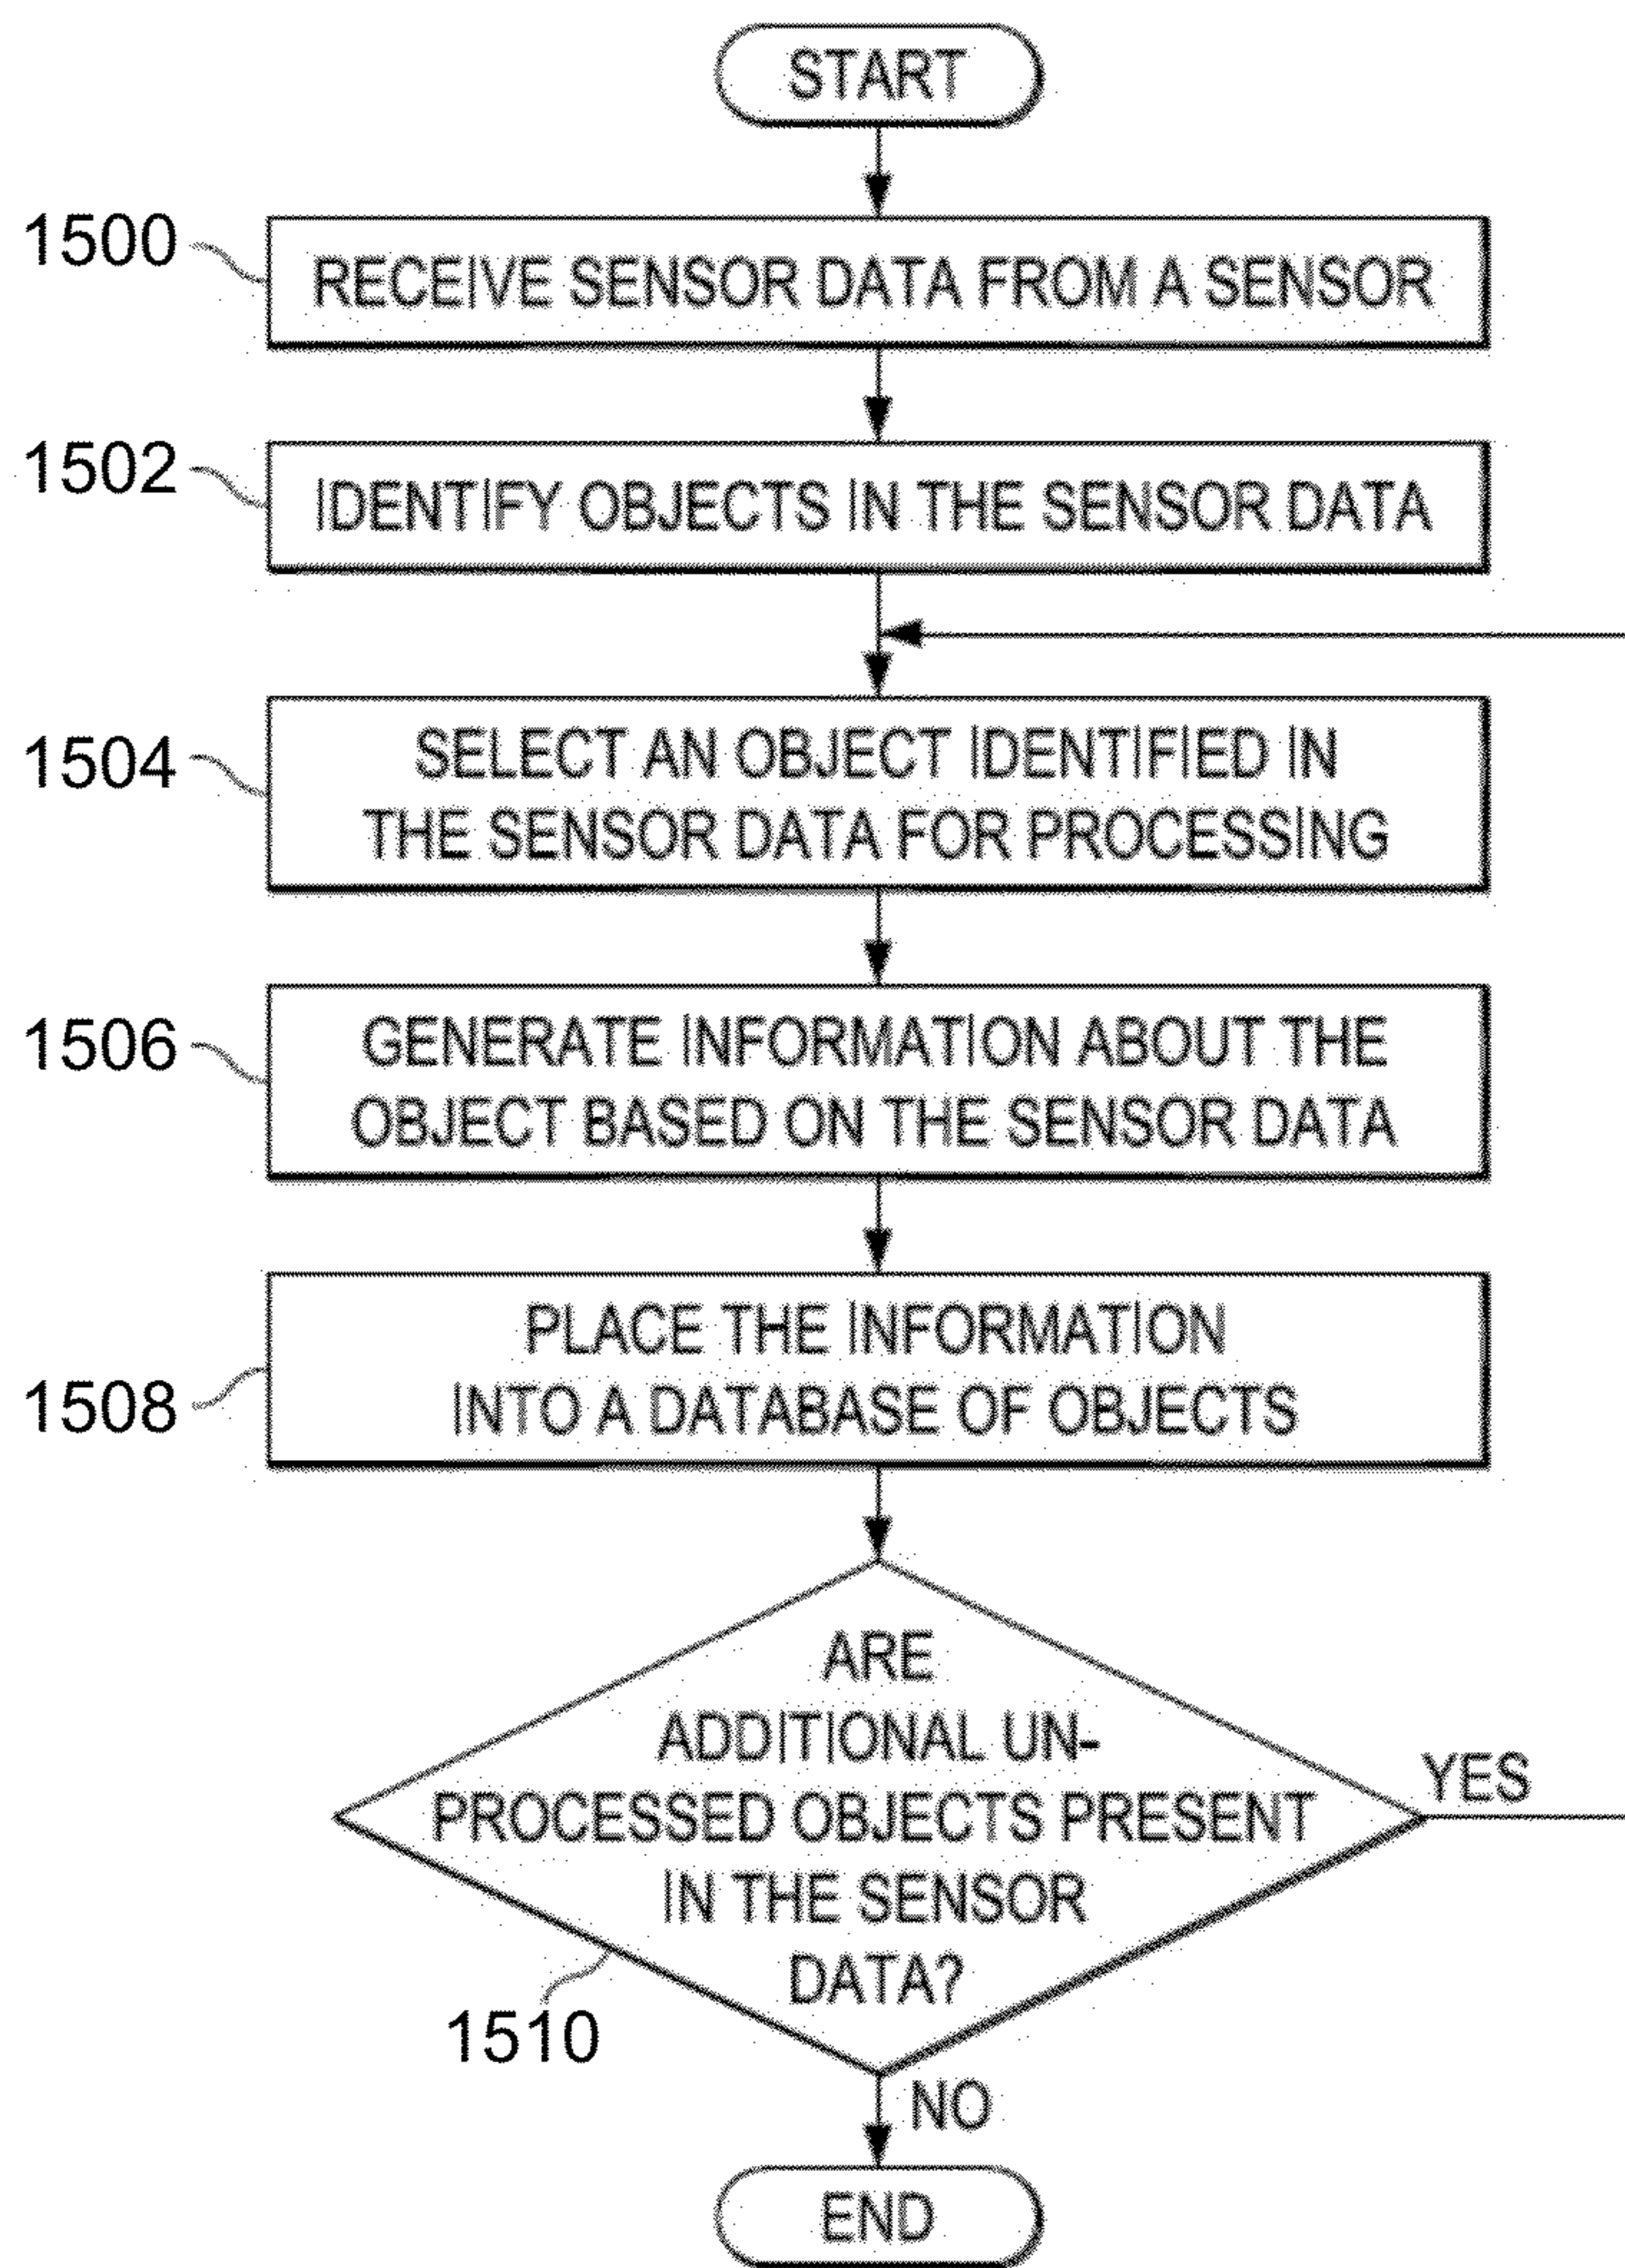 START
1500
RECEIVE SENSOR DATA FROM A SENSOR
1502
IDENTIFY OBJECTS IN THE SENSOR DATA
1504
SELECT AN OBJECT IDENTIFIED IN
THE SENSOR DATA FOR PROCESSING
1506
GENERATE INFORMATION ABOUT THE
OBJECT BASED ON THE SENSOR DATA
1508
PLACE THE INFORMATION
INTO A DATABASE OF OBJECTS
ARE
ADDITIONAL UN-
PROCESSED OBJECTS PRESENT
IN THE SENSOR
DATA?
YES
1510
NO
END